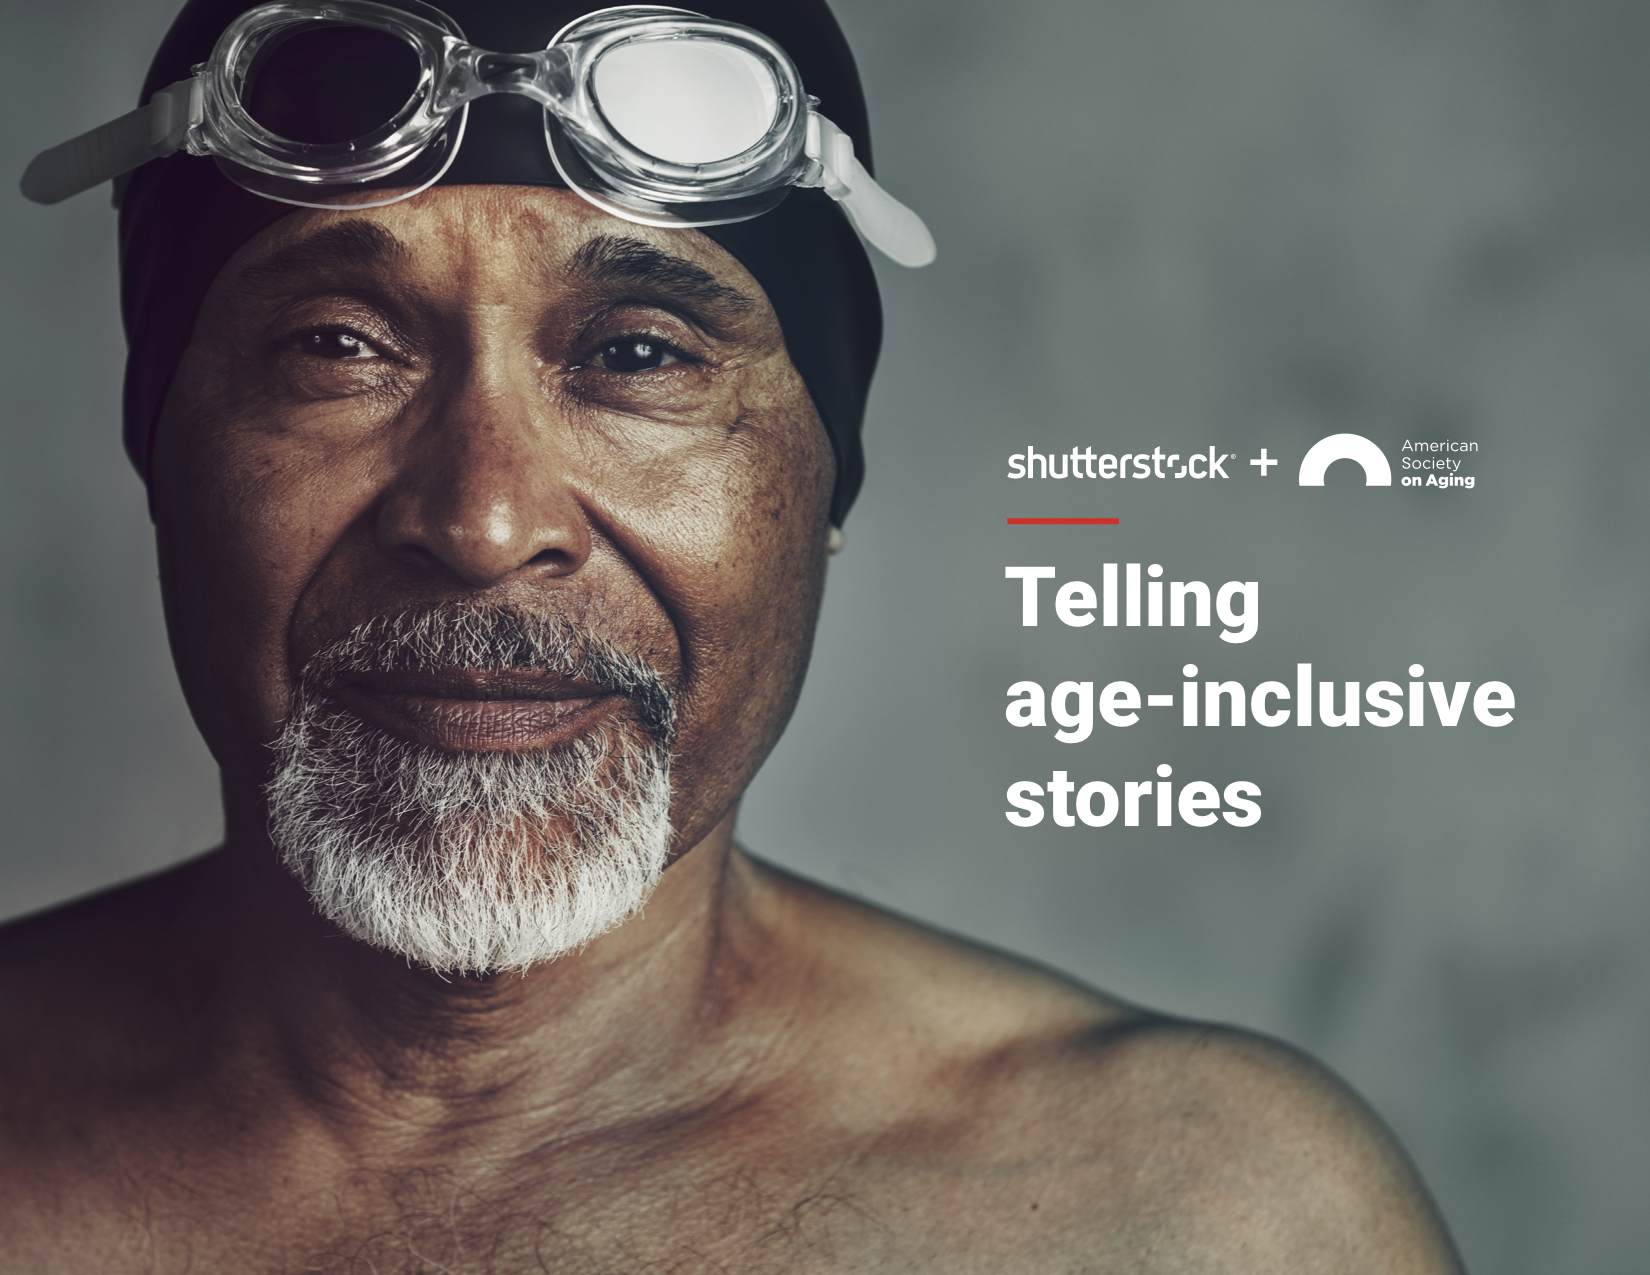 shutterstock® + American
Society
on Aging
Telling
age-inclusive
stories